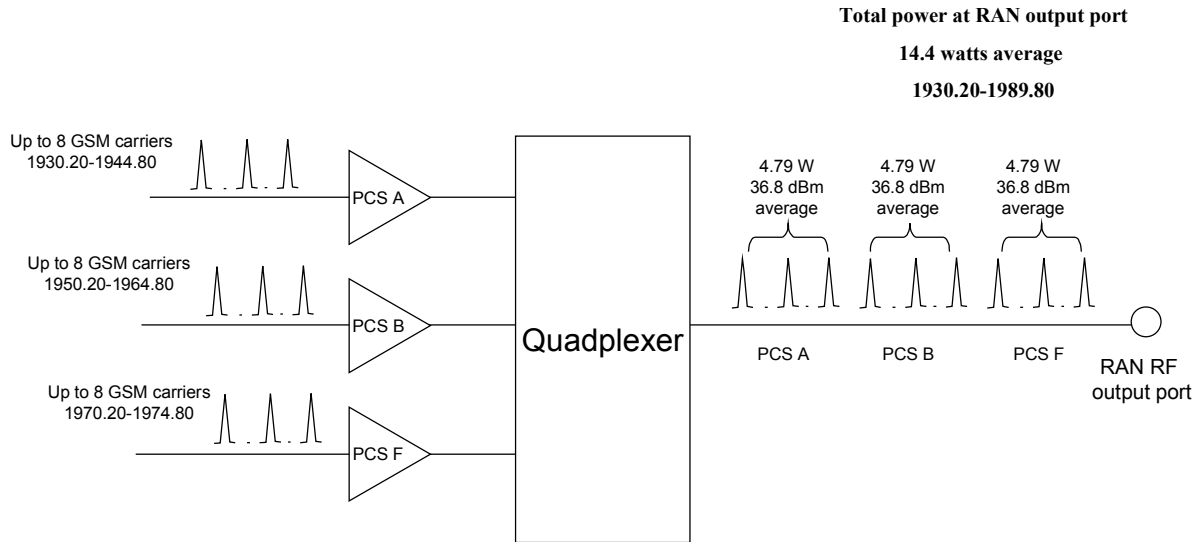 Total power at RAN output port
14.4 watts average
1930.20-1989.80
Up to 8 GSM carriers
1930.20-1944.80
PCS A
Up to 8 GSM carriers
1950.20-1964.80
PCS B
Up to 8 GSM carriers
1970.20-1974.80
PCS F
Quadplexer
4.79 W
36.8 dBm
average
4.79 W
36.8 dBm
average
4.79 W
36.8 dBm
average
PCS A
PCS B
PCS F
RAN RF
output port